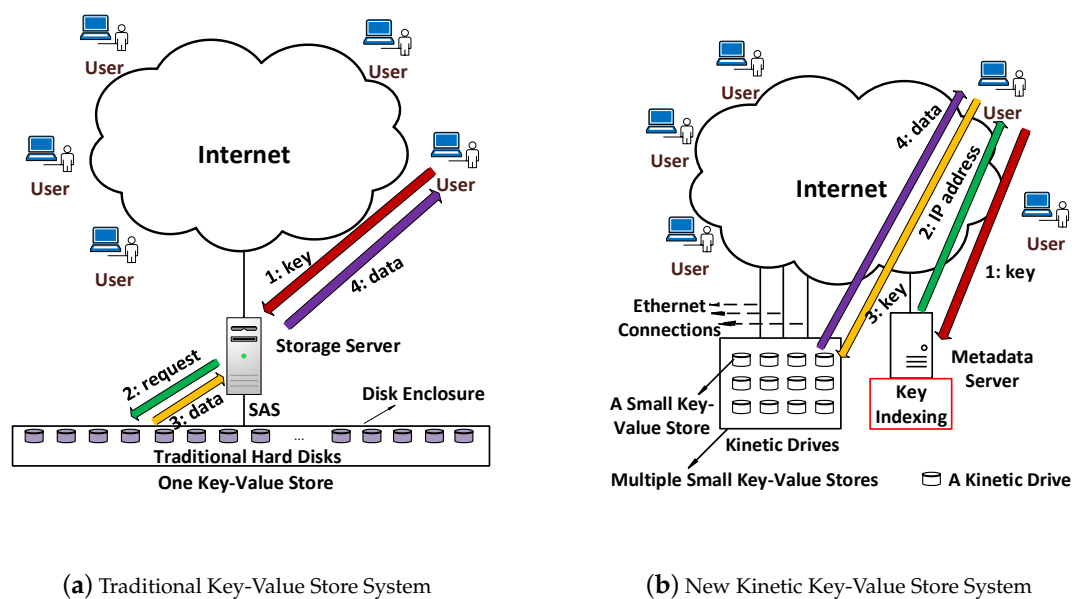 User
User
User
User
User
Internet
1: key
4: data
Storage Server
2: request
3: data
SAS
Disk Enclosure
...
Traditional Hard Disks
One Key-Value Store
(a) Traditional Key-Value Store System
User
User
User
User
User
Internet
4: data
3: key
2: IP address
1: key
Ethernet
Connections
Metadata
Server
Key
Indexing
A Small Key-
Value Store
Kinetic Drives
Multiple Small Key-Value Stores
A Kinetic Drive
(b) New Kinetic Key-Value Store System